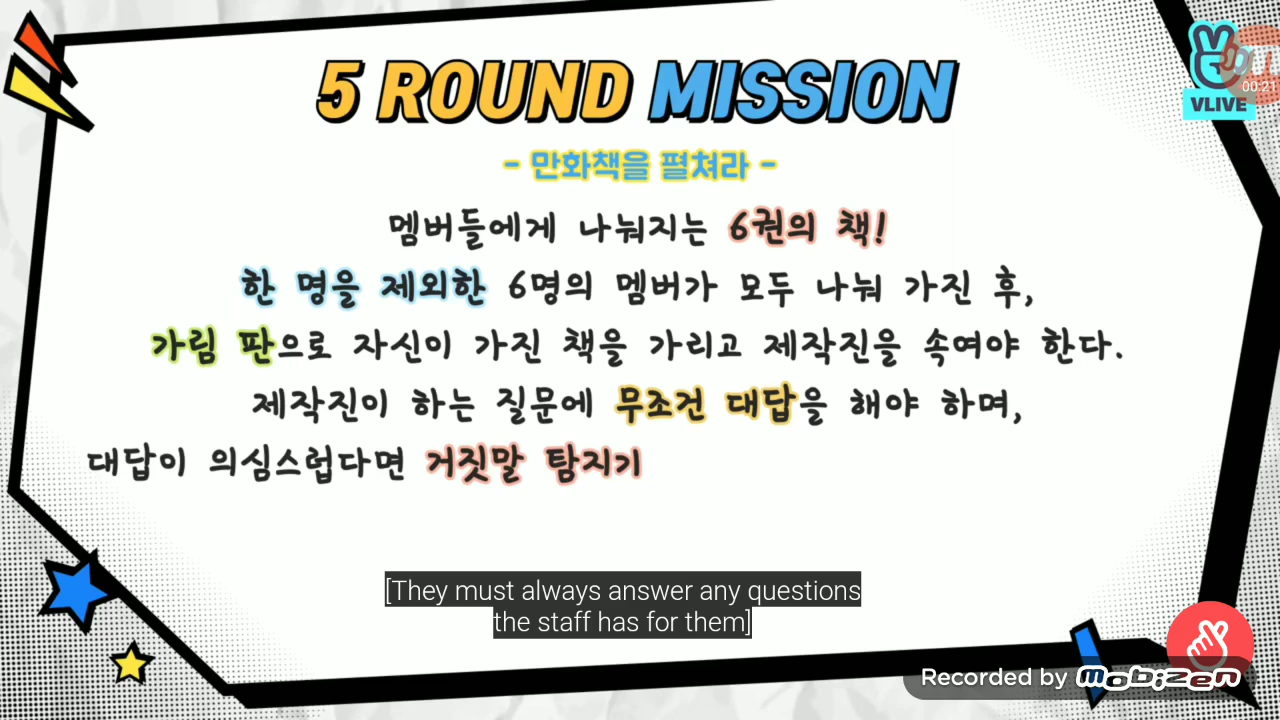 5 ROUND MISSION
- 만화책을 펼쳐라 -
멤버들에게 나눠지는 6권의 책!
한 명을 제외한 6명의 멤버가 모두 나눠 가진 후,
가림 판으로 자신이 가진 책을 가리고 제작진을 속여야 한다.
제작진이 하는 질문에 무조건 대답을 해야 하며,
대답이 의심스럽다면 거짓말 탐지기
[They must always answer any questions
the staff has for them]
V
00:21
VLIVE
Recorded by mobizen